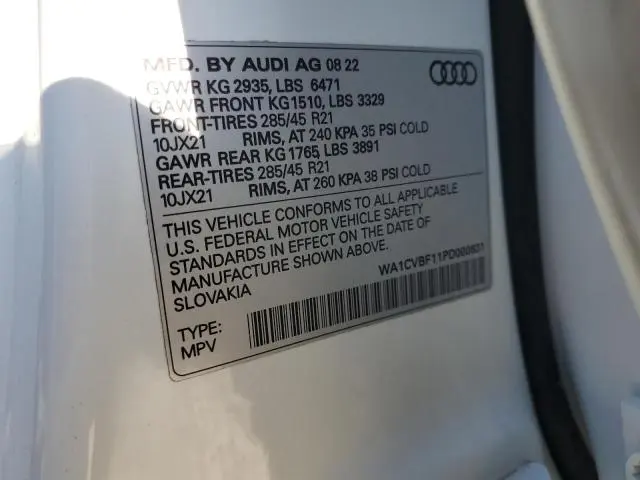 MFD. BY AUDI AG 08 22
GVWR KG 2935, LBS 6471
GAWR FRONT KG1510, LBS 3329
FRONT-TIRES 285/45 R21
10JX21 RIMS, AT 240 KPA 35 PSI COLD
GAWR REAR KG 1765, LBS 3891
REAR-TIRES 285/45 R21
10JX21 RIMS, AT 260 KPA 38 PSI COLD
THIS VEHICLE CONFORMS TO ALL APPLICABLE
U.S. FEDERAL MOTOR VEHICLE SAFETY
STANDARDS IN EFFECT ON THE DATE OF
MANUFACTURE SHOWN ABOVE.
SLOVAKIA
WA1CVBF11PD000931
TYPE:
MPV